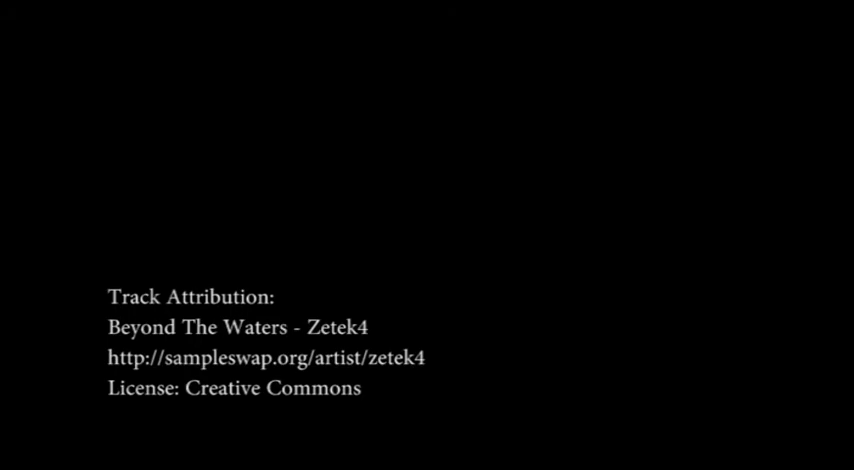 Track Attribution:
Beyond The Waters - Zetek4
http://sampleswap.org/artist/zetek4
License: Creative Commons